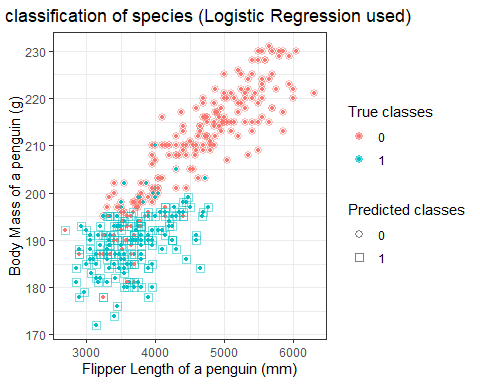 classification of species (Logistic Regression used)
230
220
210
200
190
180
170
Body Mass of a penguin (g)
3000 4000 5000 6000
Flipper Length of a penguin (mm)
True classes
0
1
Predicted classes
0
1